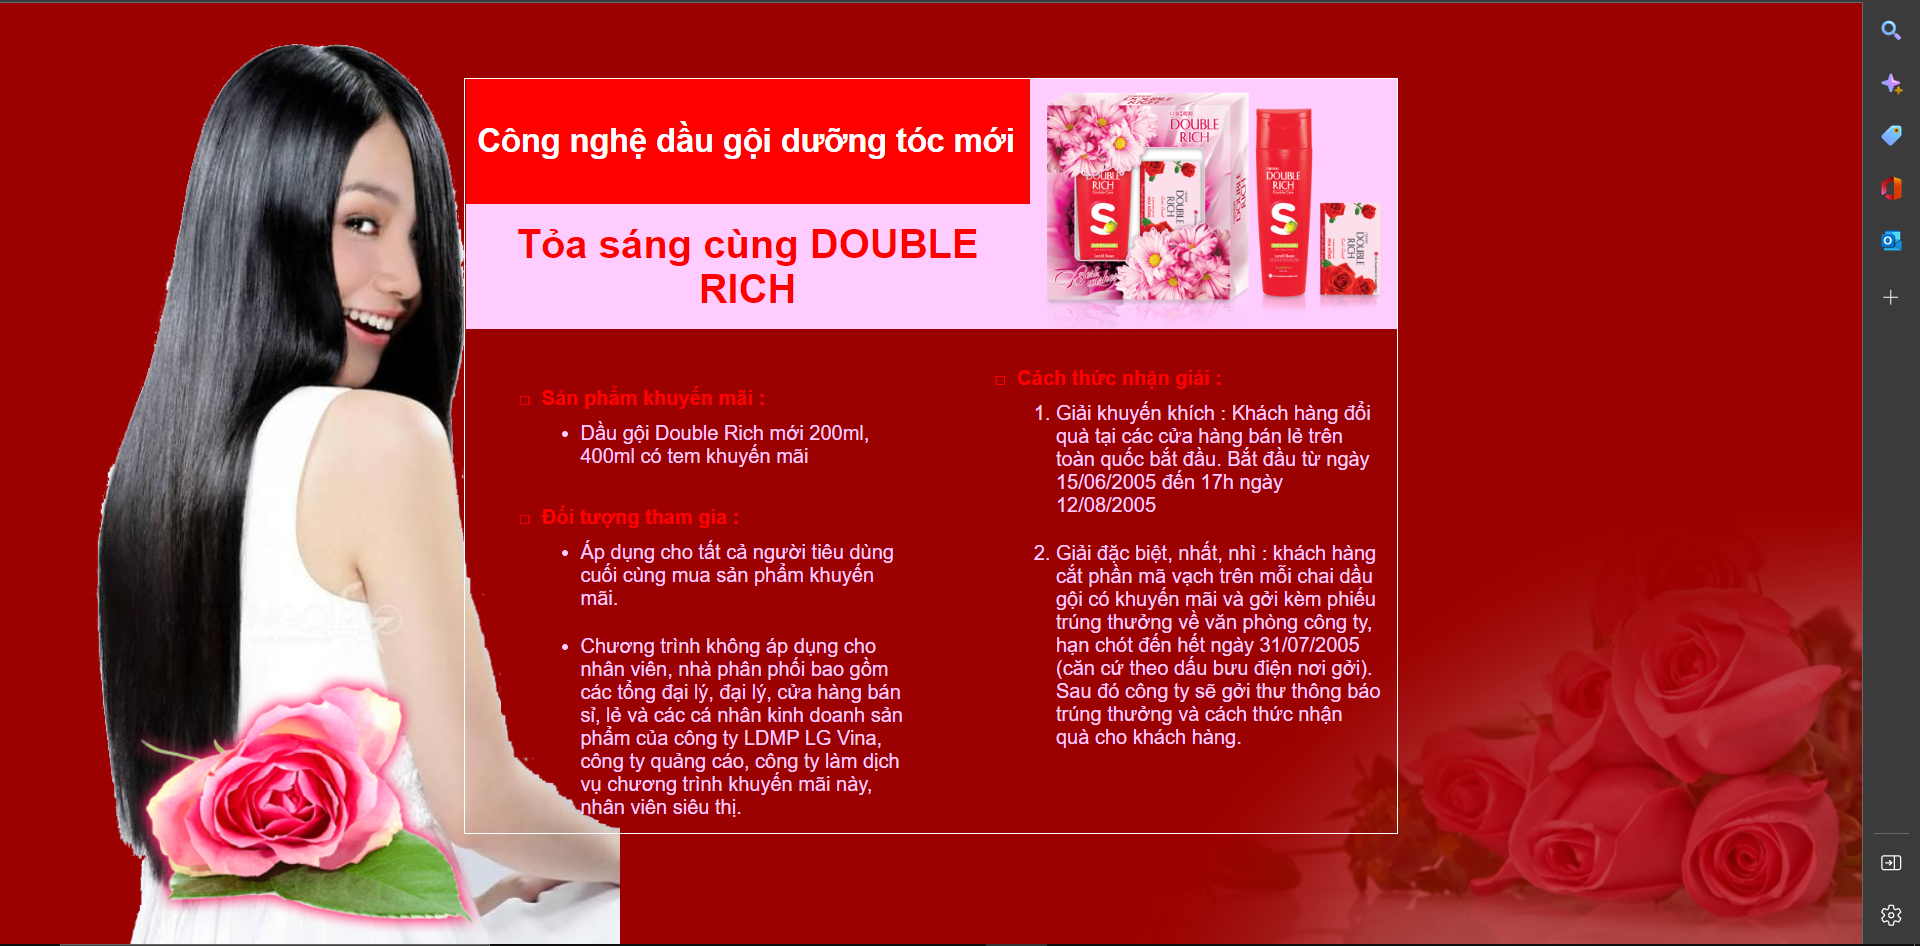 Công nghệ dầu gội dưỡng tóc mới
Tỏa sáng cùng DOUBLE
RICH
DOUBLE
RICH
DOUBLE
RICH
S
DOUBLE
RICH
DOUBLE
RICH
DOUBLE
RICH
S
DOUBLE
RICH
Sản phẩm khuyến mãi :
Dầu gội Double Rich mới 200ml,
400ml có tem khuyến mãi
Đối tượng tham gia :
Áp dụng cho tất cả người tiêu dùng
cuối cùng mua sản phẩm khuyến
mãi.
Chương trình không áp dụng cho
nhân viên, nhà phân phối bao gồm
các tổng đại lý, đại lý, cửa hàng bán
sỉ, lẻ và các cá nhân kinh doanh sản
phẩm của công ty LDMP LG Vina,
công ty quảng cáo, công ty làm dịch
vụ chương trình khuyến mãi này,
nhân viên siêu thị.
Cách thức nhận giải :
1. Giải khuyến khích : Khách hàng đổi
quà tại các cửa hàng bán lẻ trên
toàn quốc bắt đầu. Bắt đầu từ ngày
15/06/2005 đến 17h ngày
12/08/2005
2. Giải đặc biệt, nhất, nhì : khách hàng
cắt phần mã vạch trên mỗi chai dầu
gội có khuyến mãi và gởi kèm phiếu
trúng thưởng về văn phòng công ty,
hạn chót đến hết ngày 31/07/2005
(căn cứ theo dấu bưu điện nơi gởi).
Sau đó công ty sẽ gởi thư thông báo
trúng thưởng và cách thức nhận
quà cho khách hàng.